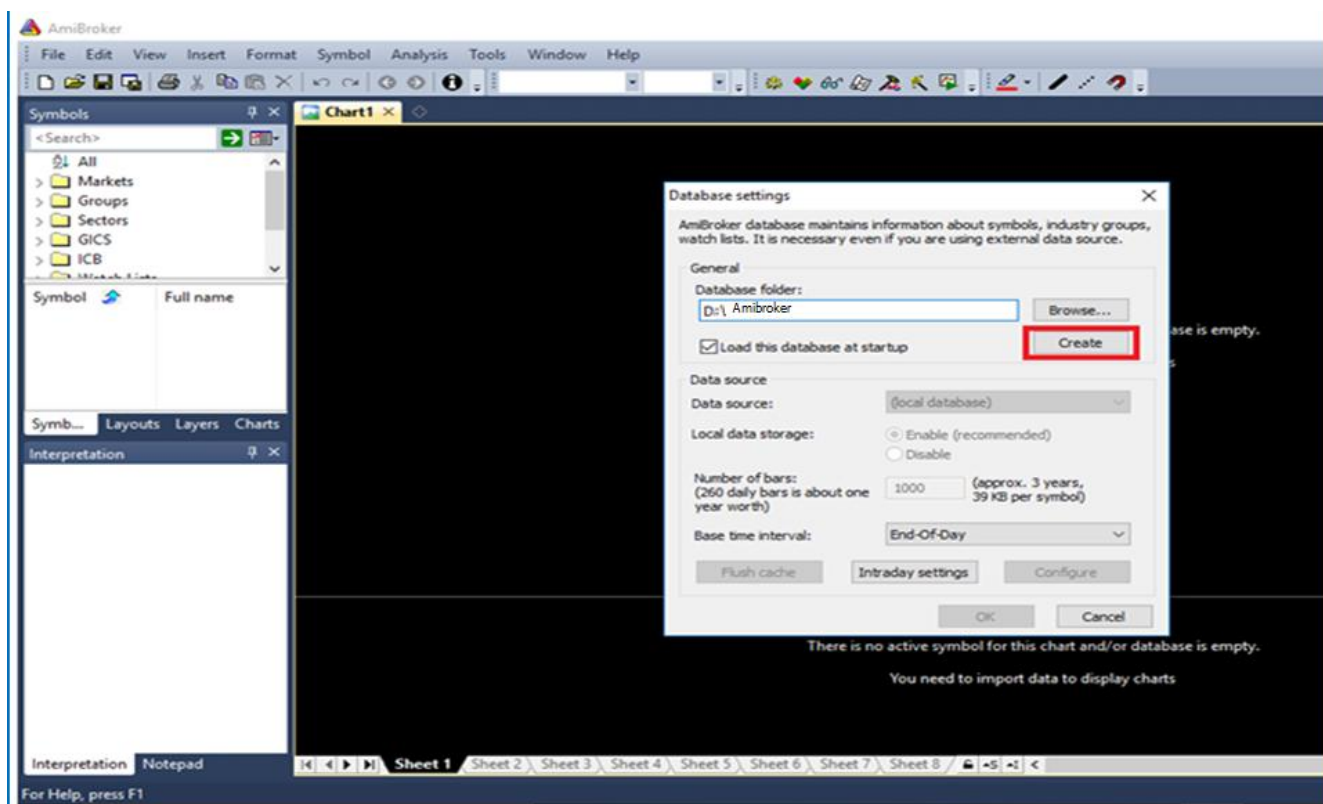 AmiBroker
File Edit View Insert Format Symbol Analysis Tools Window Help
Symbols
Chart1
<Search>
All
Markets
Groups
Sectors
GICS
ICB
Symbol Full name
Symb... Layouts Layers Charts
Interpretation
Database settings
AmiBroker database maintains information about symbols, industry groups,
watch lists. It is necessary even if you are using external data source.
General
Database folder:
D:\ Amibroker
Browse...
Load this database at startup
Create
Data source
Data source: (local database)
Local data storage: Enable (recommended)
Disable
Number of bars:
(260 daily bars is about one
year worth)
1000
(approx. 3 years,
39 KB per symbol)
Base time interval: End-Of-Day
Flush cache Intraday settings Configure
OK Cancel
ase is empty.
s
There is no active symbol for this chart and/or database is empty.
You need to import data to display charts
Interpretation Notepad
Sheet 1 Sheet 2 Sheet 3 Sheet 4 Sheet 5 Sheet 6 Sheet 7 Sheet 8
For Help, press F1